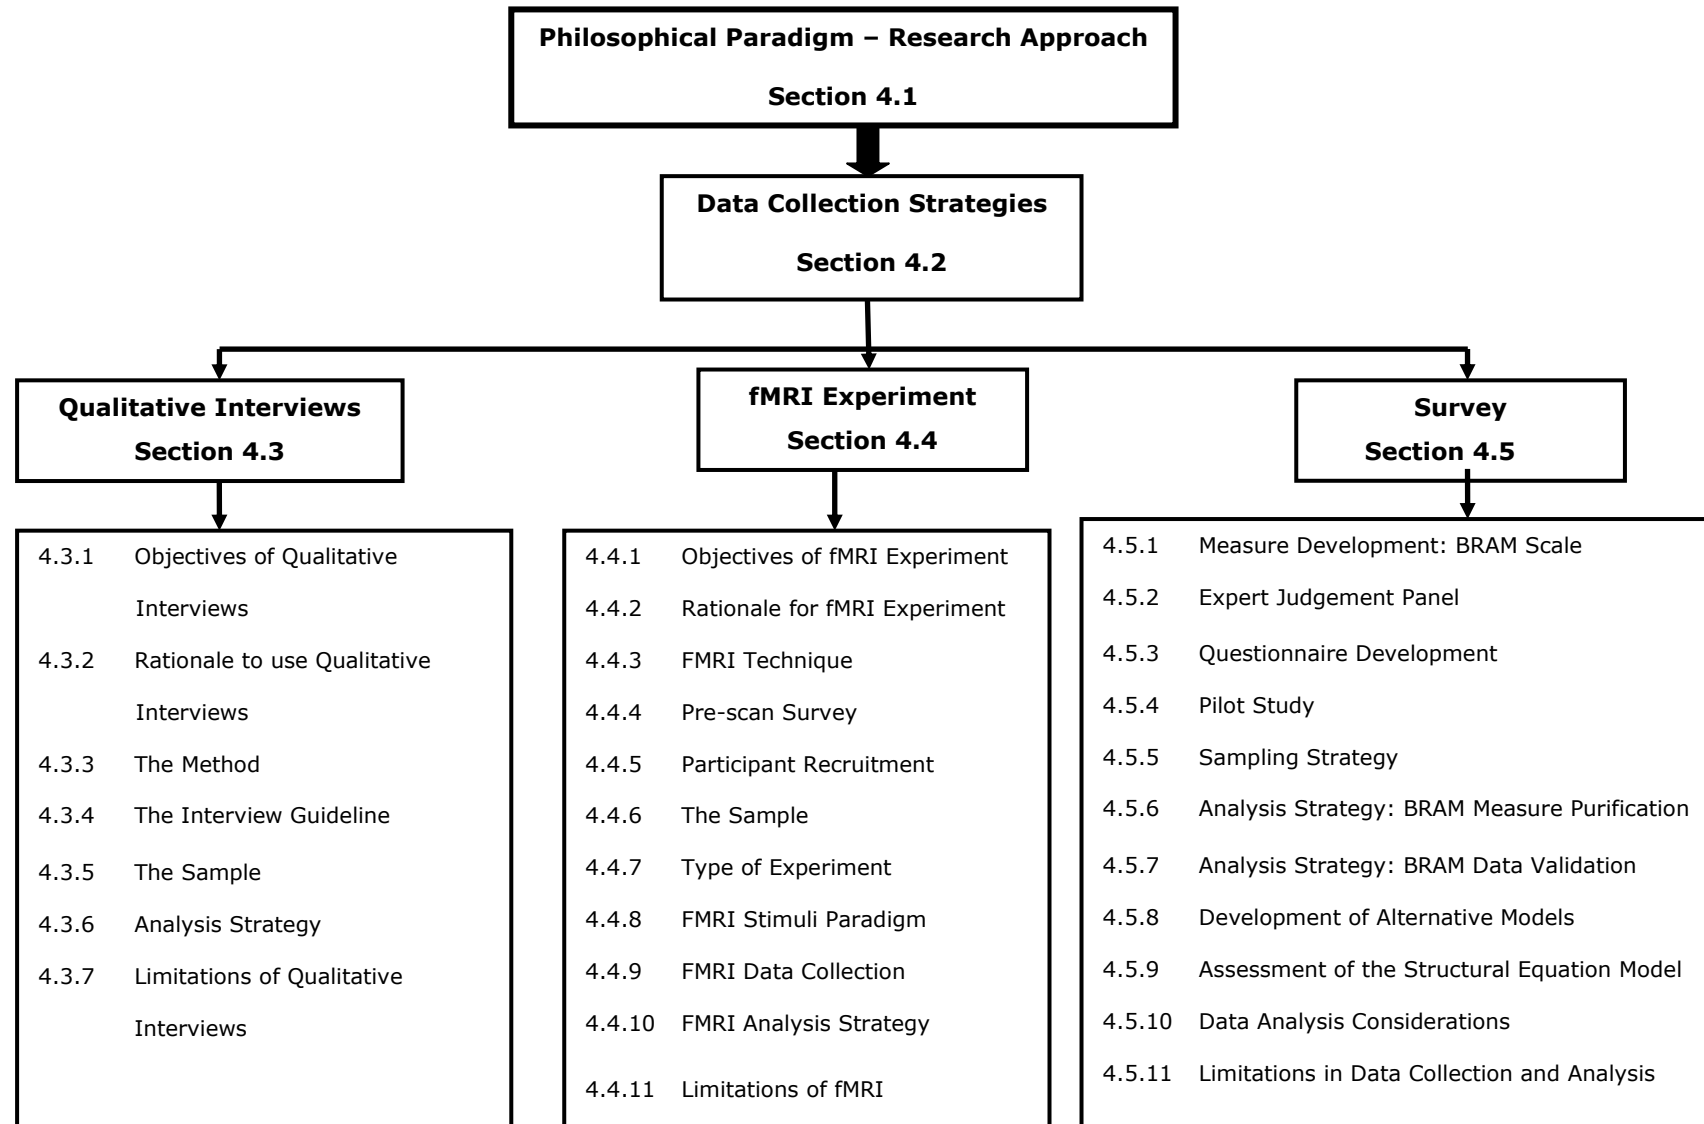 Philosophical Paradigm – Research Approach
Section 4.1
Data Collection Strategies
Section 4.2
Qualitative Interviews
Section 4.3
fMRI Experiment
Section 4.4
Survey
Section 4.5
4.3.1 Objectives of Qualitative
Interviews
4.3.2 Rationale to use Qualitative
Interviews
4.3.3 The Method
4.3.4 The Interview Guideline
4.3.5 The Sample
4.3.6 Analysis Strategy
4.3.7 Limitations of Qualitative
Interviews
4.4.1 Objectives of fMRI Experiment
4.4.2 Rationale for fMRI Experiment
4.4.3 FMRI Technique
4.4.4 Pre-scan Survey
4.4.5 Participant Recruitment
4.4.6 The Sample
4.4.7 Type of Experiment
4.4.8 FMRI Stimuli Paradigm
4.4.9 FMRI Data Collection
4.4.10 FMRI Analysis Strategy
4.4.11 Limitations of fMRI
4.5.1 Measure Development: BRAM Scale
4.5.2 Expert Judgement Panel
4.5.3 Questionnaire Development
4.5.4 Pilot Study
4.5.5 Sampling Strategy
4.5.6 Analysis Strategy: BRAM Measure Purification
4.5.7 Analysis Strategy: BRAM Data Validation
4.5.8 Development of Alternative Models
4.5.9 Assessment of the Structural Equation Model
4.5.10 Data Analysis Considerations
4.5.11 Limitations in Data Collection and Analysis